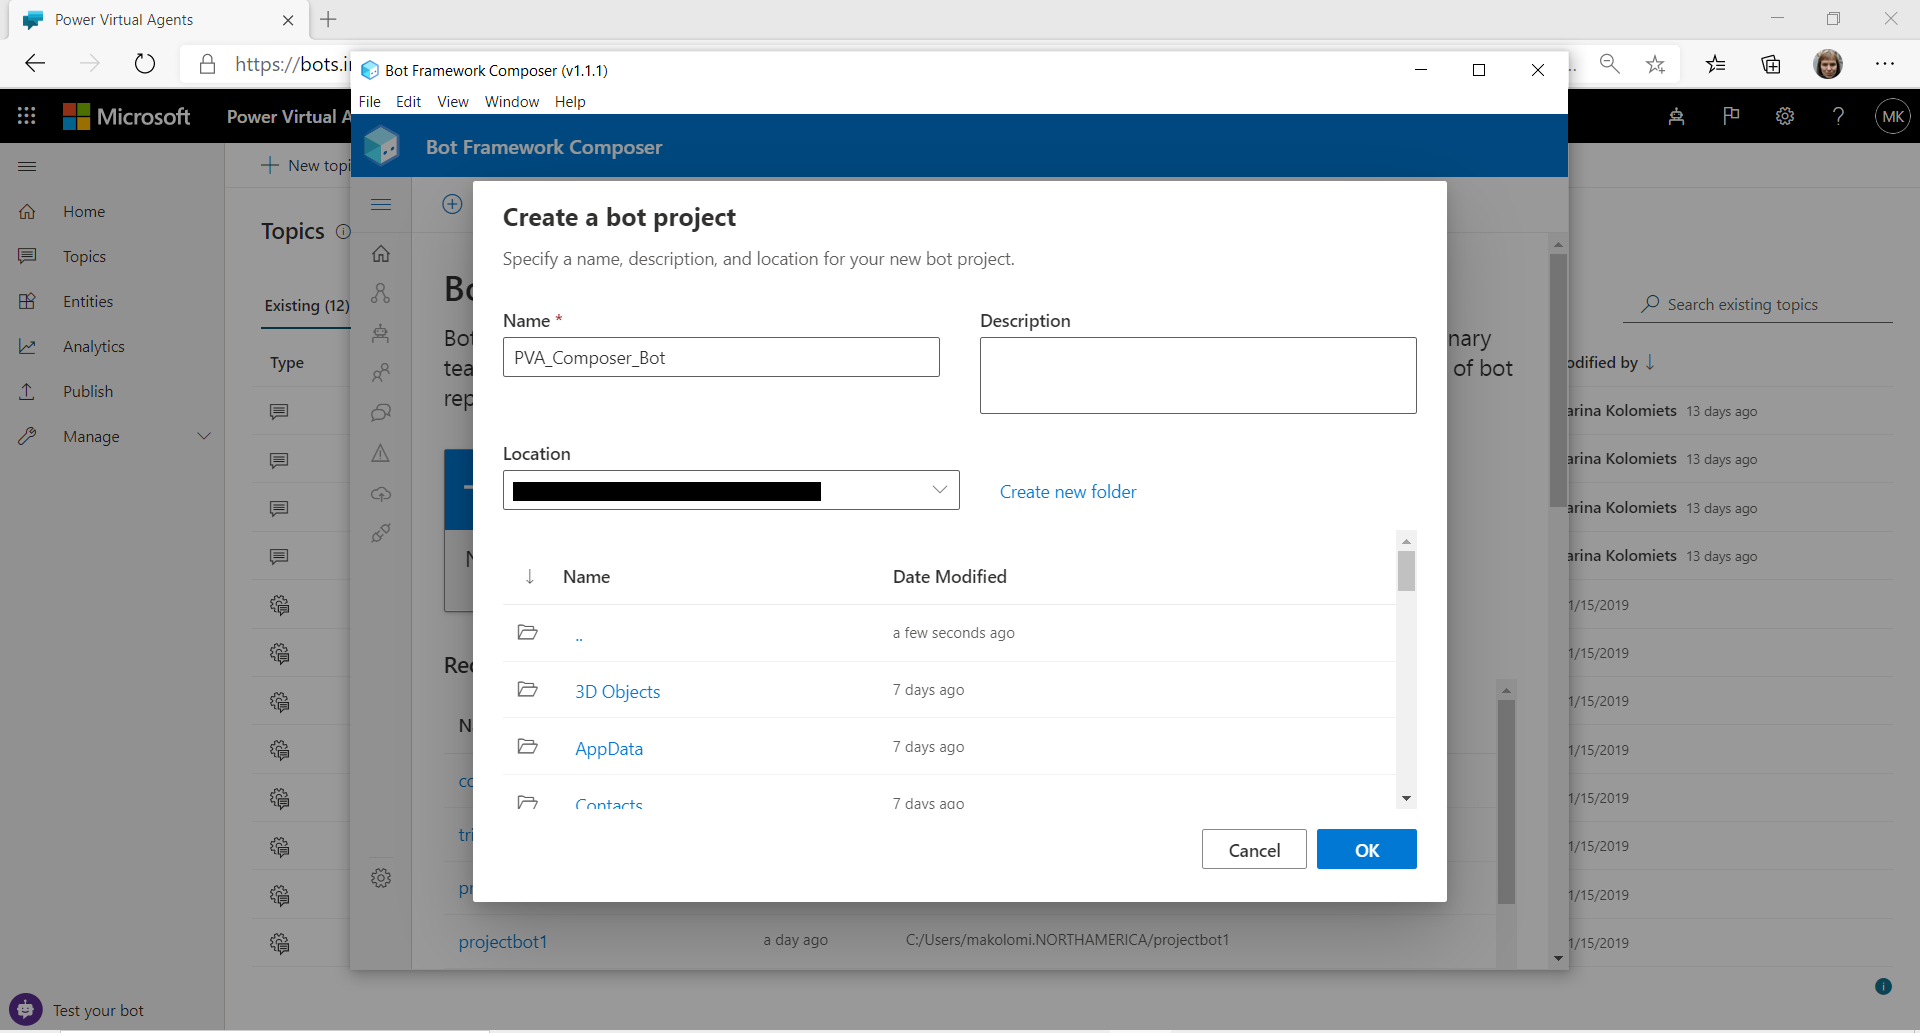 Power Virtual Agents
https://bots.in
Bot Framework Composer (v1.1.1)
File Edit View Window Help
Microsoft
Power Virtual A
MK
Bot Framework Composer
New topi
Home
Topics
Entities
Analytics
Publish
Manage
Test your bot
Topics
Existing (12)
Type
Search existing topics
odified by
arina Kolomiets 13 days ago
arina Kolomiets 13 days ago
arina Kolomiets 13 days ago
arina Kolomiets 13 days ago
1/15/2019
1/15/2019
1/15/2019
1/15/2019
1/15/2019
1/15/2019
1/15/2019
1/15/2019
Bo
Bot
nary
tea
of bot
rep
N
Rec
N
co
tri
pr
projectbot1 a day ago C:/Users/makolomi.NORTHAMERICA/projectbot1
Create a bot project
Specify a name, description, and location for your new bot project.
Name *
PVA_Composer_Bot
Description
Location
Create new folder
Name Date Modified
.. a few seconds ago
3D Objects 7 days ago
AppData 7 days ago
Contacts 7 days ago
Cancel OK